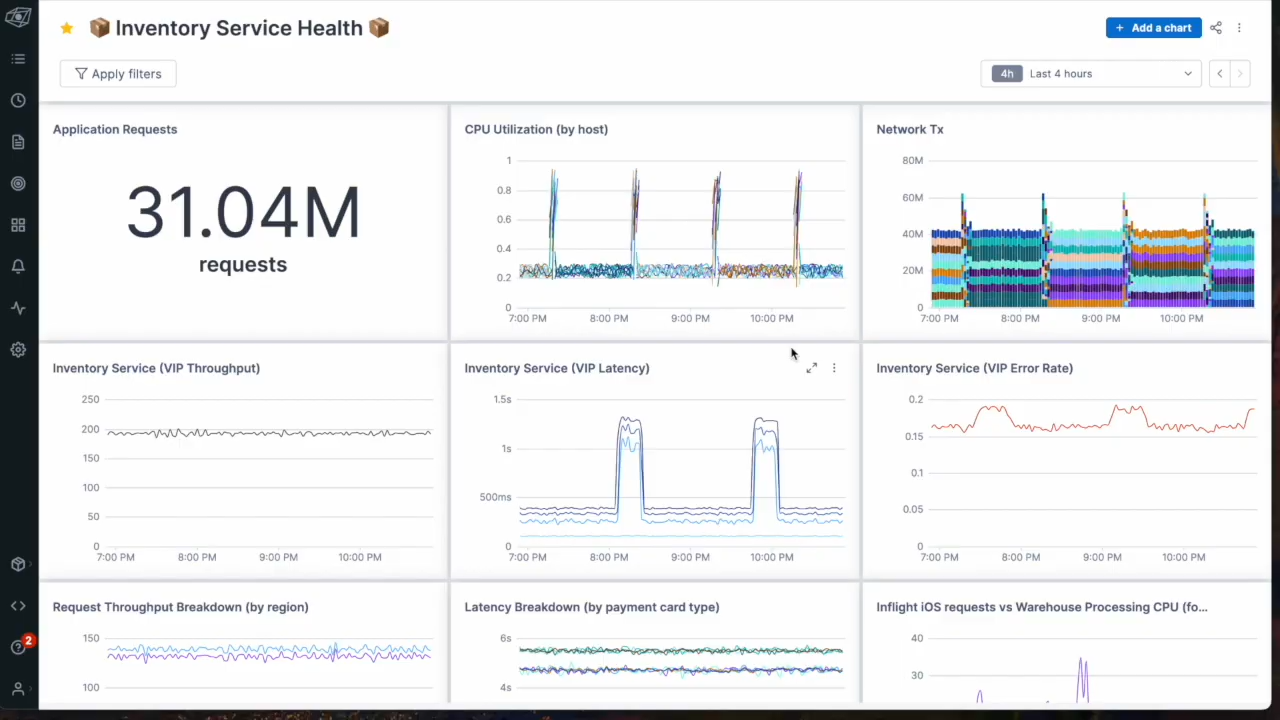 Inventory Service Health
+ Add a chart
Apply filters
4h Last 4 hours
Application Requests
31.04M
requests
CPU Utilization (by host)
1
0.8
0.6
0.4
0.2
0
7:00 PM 8:00 PM 9:00 PM 10:00 PM
Network Tx
80M
60M
40M
20M
0
7:00 PM 8:00 PM 9:00 PM 10:00 PM
Inventory Service (VIP Throughput)
250
200
150
100
50
0
7:00 PM 8:00 PM 9:00 PM 10:00 PM
Inventory Service (VIP Latency)
1.5s
1s
500ms
0
7:00 PM 8:00 PM 9:00 PM 10:00 PM
Inventory Service (VIP Error Rate)
0.2
0.15
0.1
0.05
0
7:00 PM 8:00 PM 9:00 PM 10:00 PM
2
Request Throughput Breakdown (by region)
150
100
Latency Breakdown (by payment card type)
6s
4s
Inflight iOS requests vs Warehouse Processing CPU (fo...
40
30